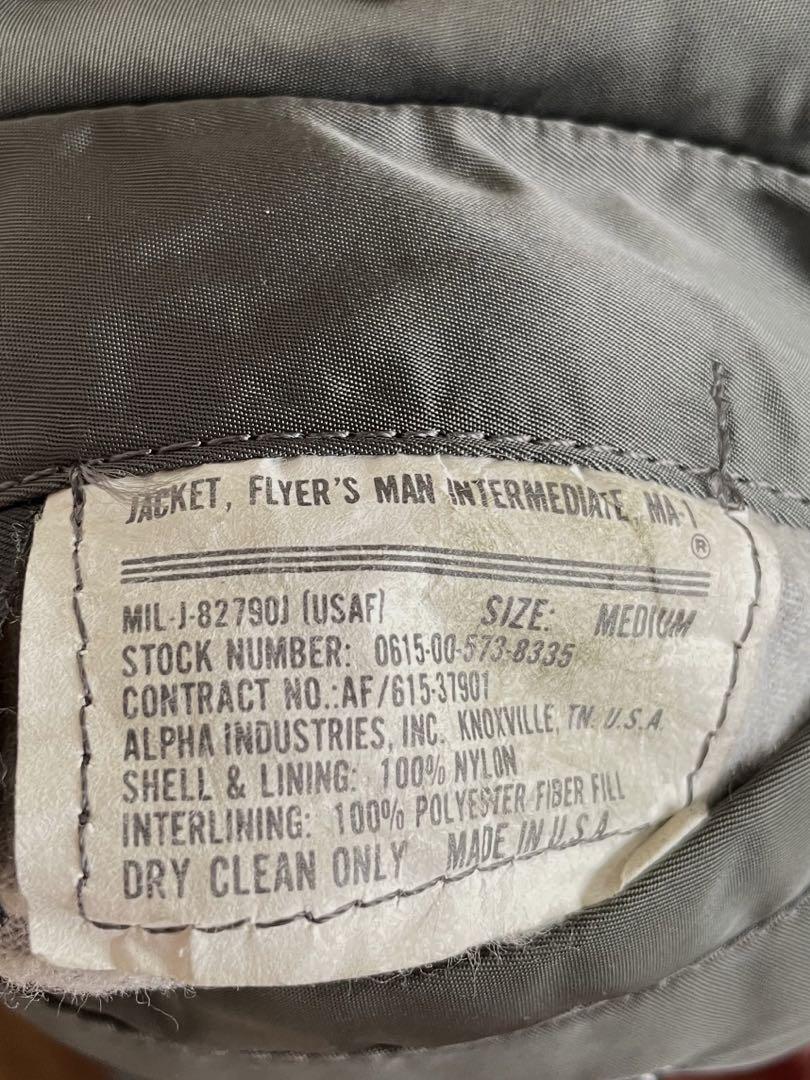 JACKET, FLYER'S MAN INTERMEDIATE, MA-1
®
MIL-J-82790J (USAF) SIZE: MEDIUM
STOCK NUMBER: 0615-00-573-8335
CONTRACT NO.:AF/615-37901
ALPHA INDUSTRIES, INC. KNOXVILLE, TN. U.S.A.
SHELL & LINING: 100% NYLON
INTERLINING: 100% POLYESTER FIBER FILL
DRY CLEAN ONLY MADE IN U.S.A.